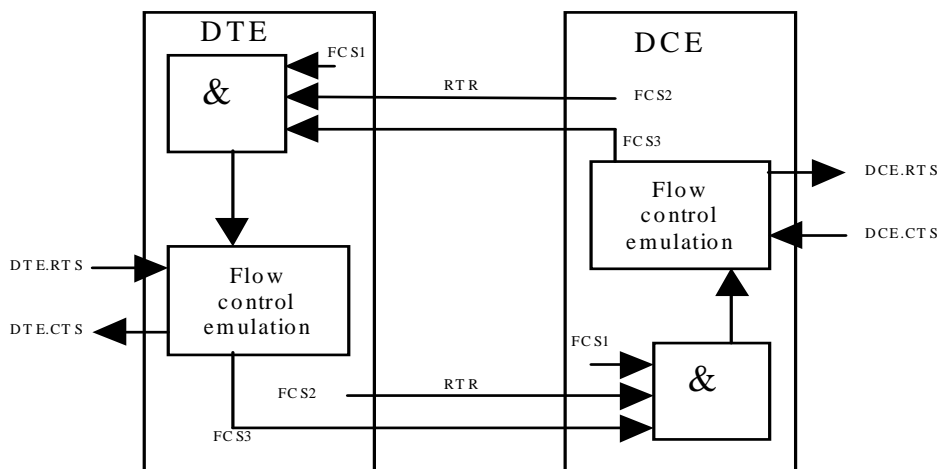 DTE
DCE
FCS1
&
RTR
FCS2
FCS3
DCE.RTS
Flow
control
emulation
DCE.CTS
DTE.RTS
Flow
control
emulation
DTE.CTS
FCS1
&
FCS2
RTR
FCS3